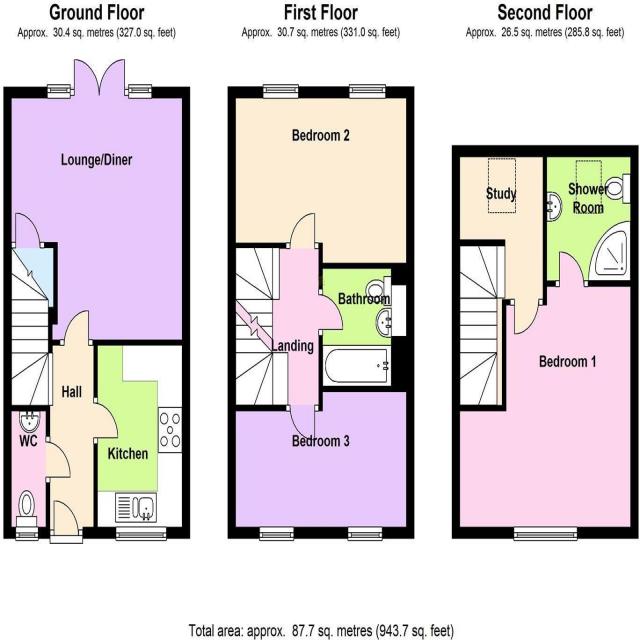 Ground Floor
Approx. 30.4 sq. metres (327.0 sq. feet)
Lounge/Diner
Hall
WC
Kitchen
First Floor
Approx. 30.7 sq. metres (331.0 sq. feet)
Bedroom 2
Bathroom
Landing
Bedroom 3
Second Floor
Approx. 26.5 sq. metres (285.8 sq. feet)
Study
Shower
Room
Bedroom 1
Total area: approx. 87.7 sq. metres (943.7 sq. feet)